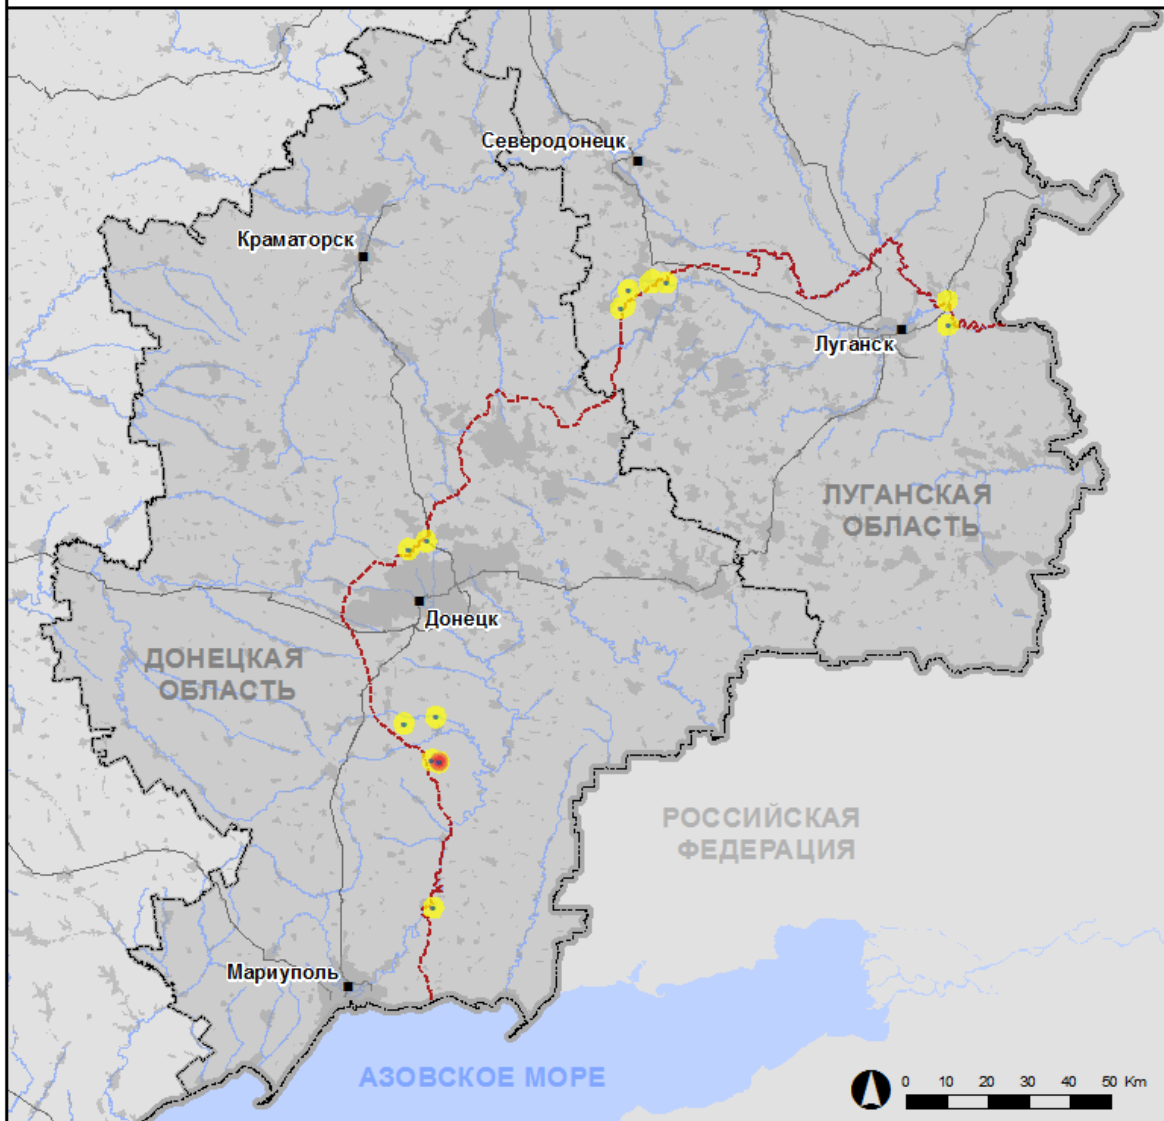 Северодонецк
Краматорск
Луганск
ЛУГАНСКАЯ
ОБЛАСТЬ
Донецк
ДОНЕЦКАЯ
ОБЛАСТЬ
РОССИЙСКАЯ
ФЕДЕРАЦИЯ
Мариуполь
АЗОВСКОЕ МОРЕ
0 10 20 30 40 50 Km